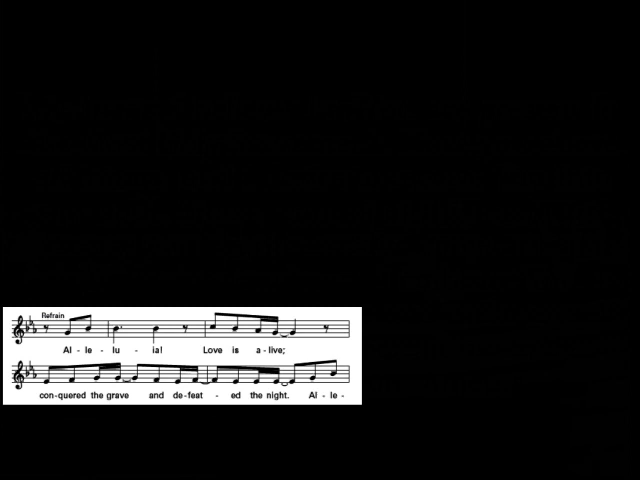 Refrain
Al - le - lu - ia! Love is a - live;
con-quered the grave and de-feat - ed the night. Al - le -